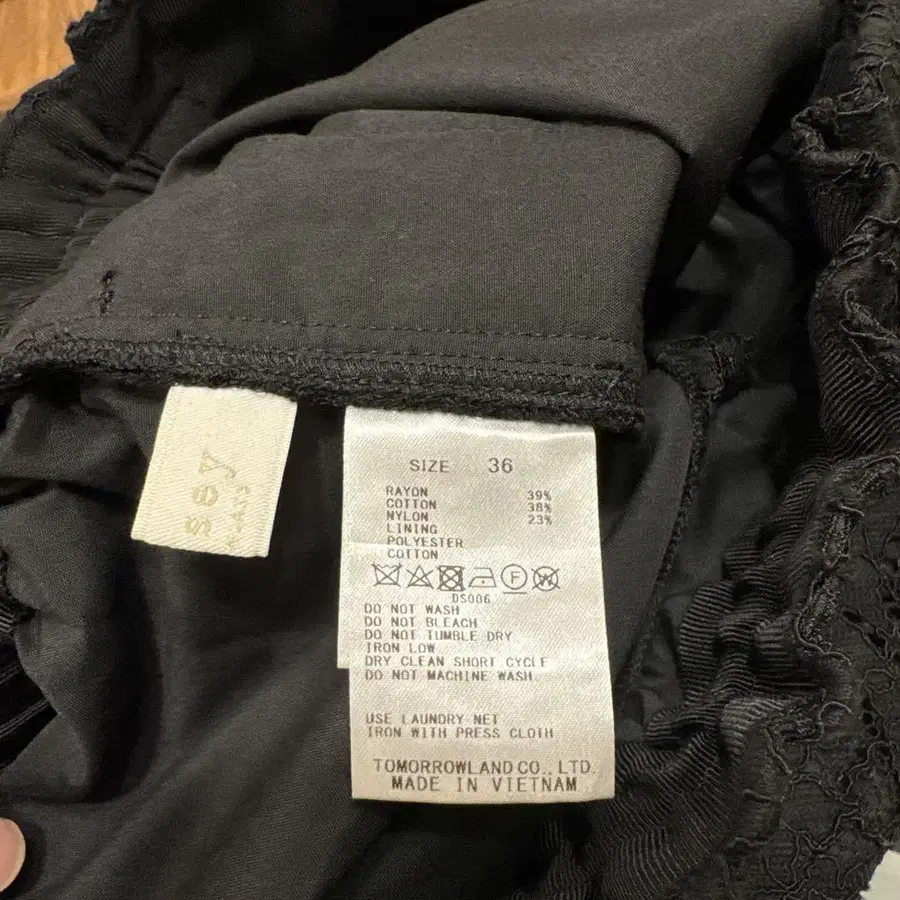 sey
SIZE 36
RAYON 39%
COTTON 38%
NYLON 23%
LINING
POLYESTER
COTTON
F W
DS006
DO NOT WASH
DO NOT BLEACH
DO NOT TUMBLE DRY
IRON LOW
DRY CLEAN SHORT CYCLE
DO NOT MACHINE WASH.
USE LAUNDRY NET
IRON WITH PRESS CLOTH
TOMORROWLAND CO., LTD.
MADE IN VIETNAM